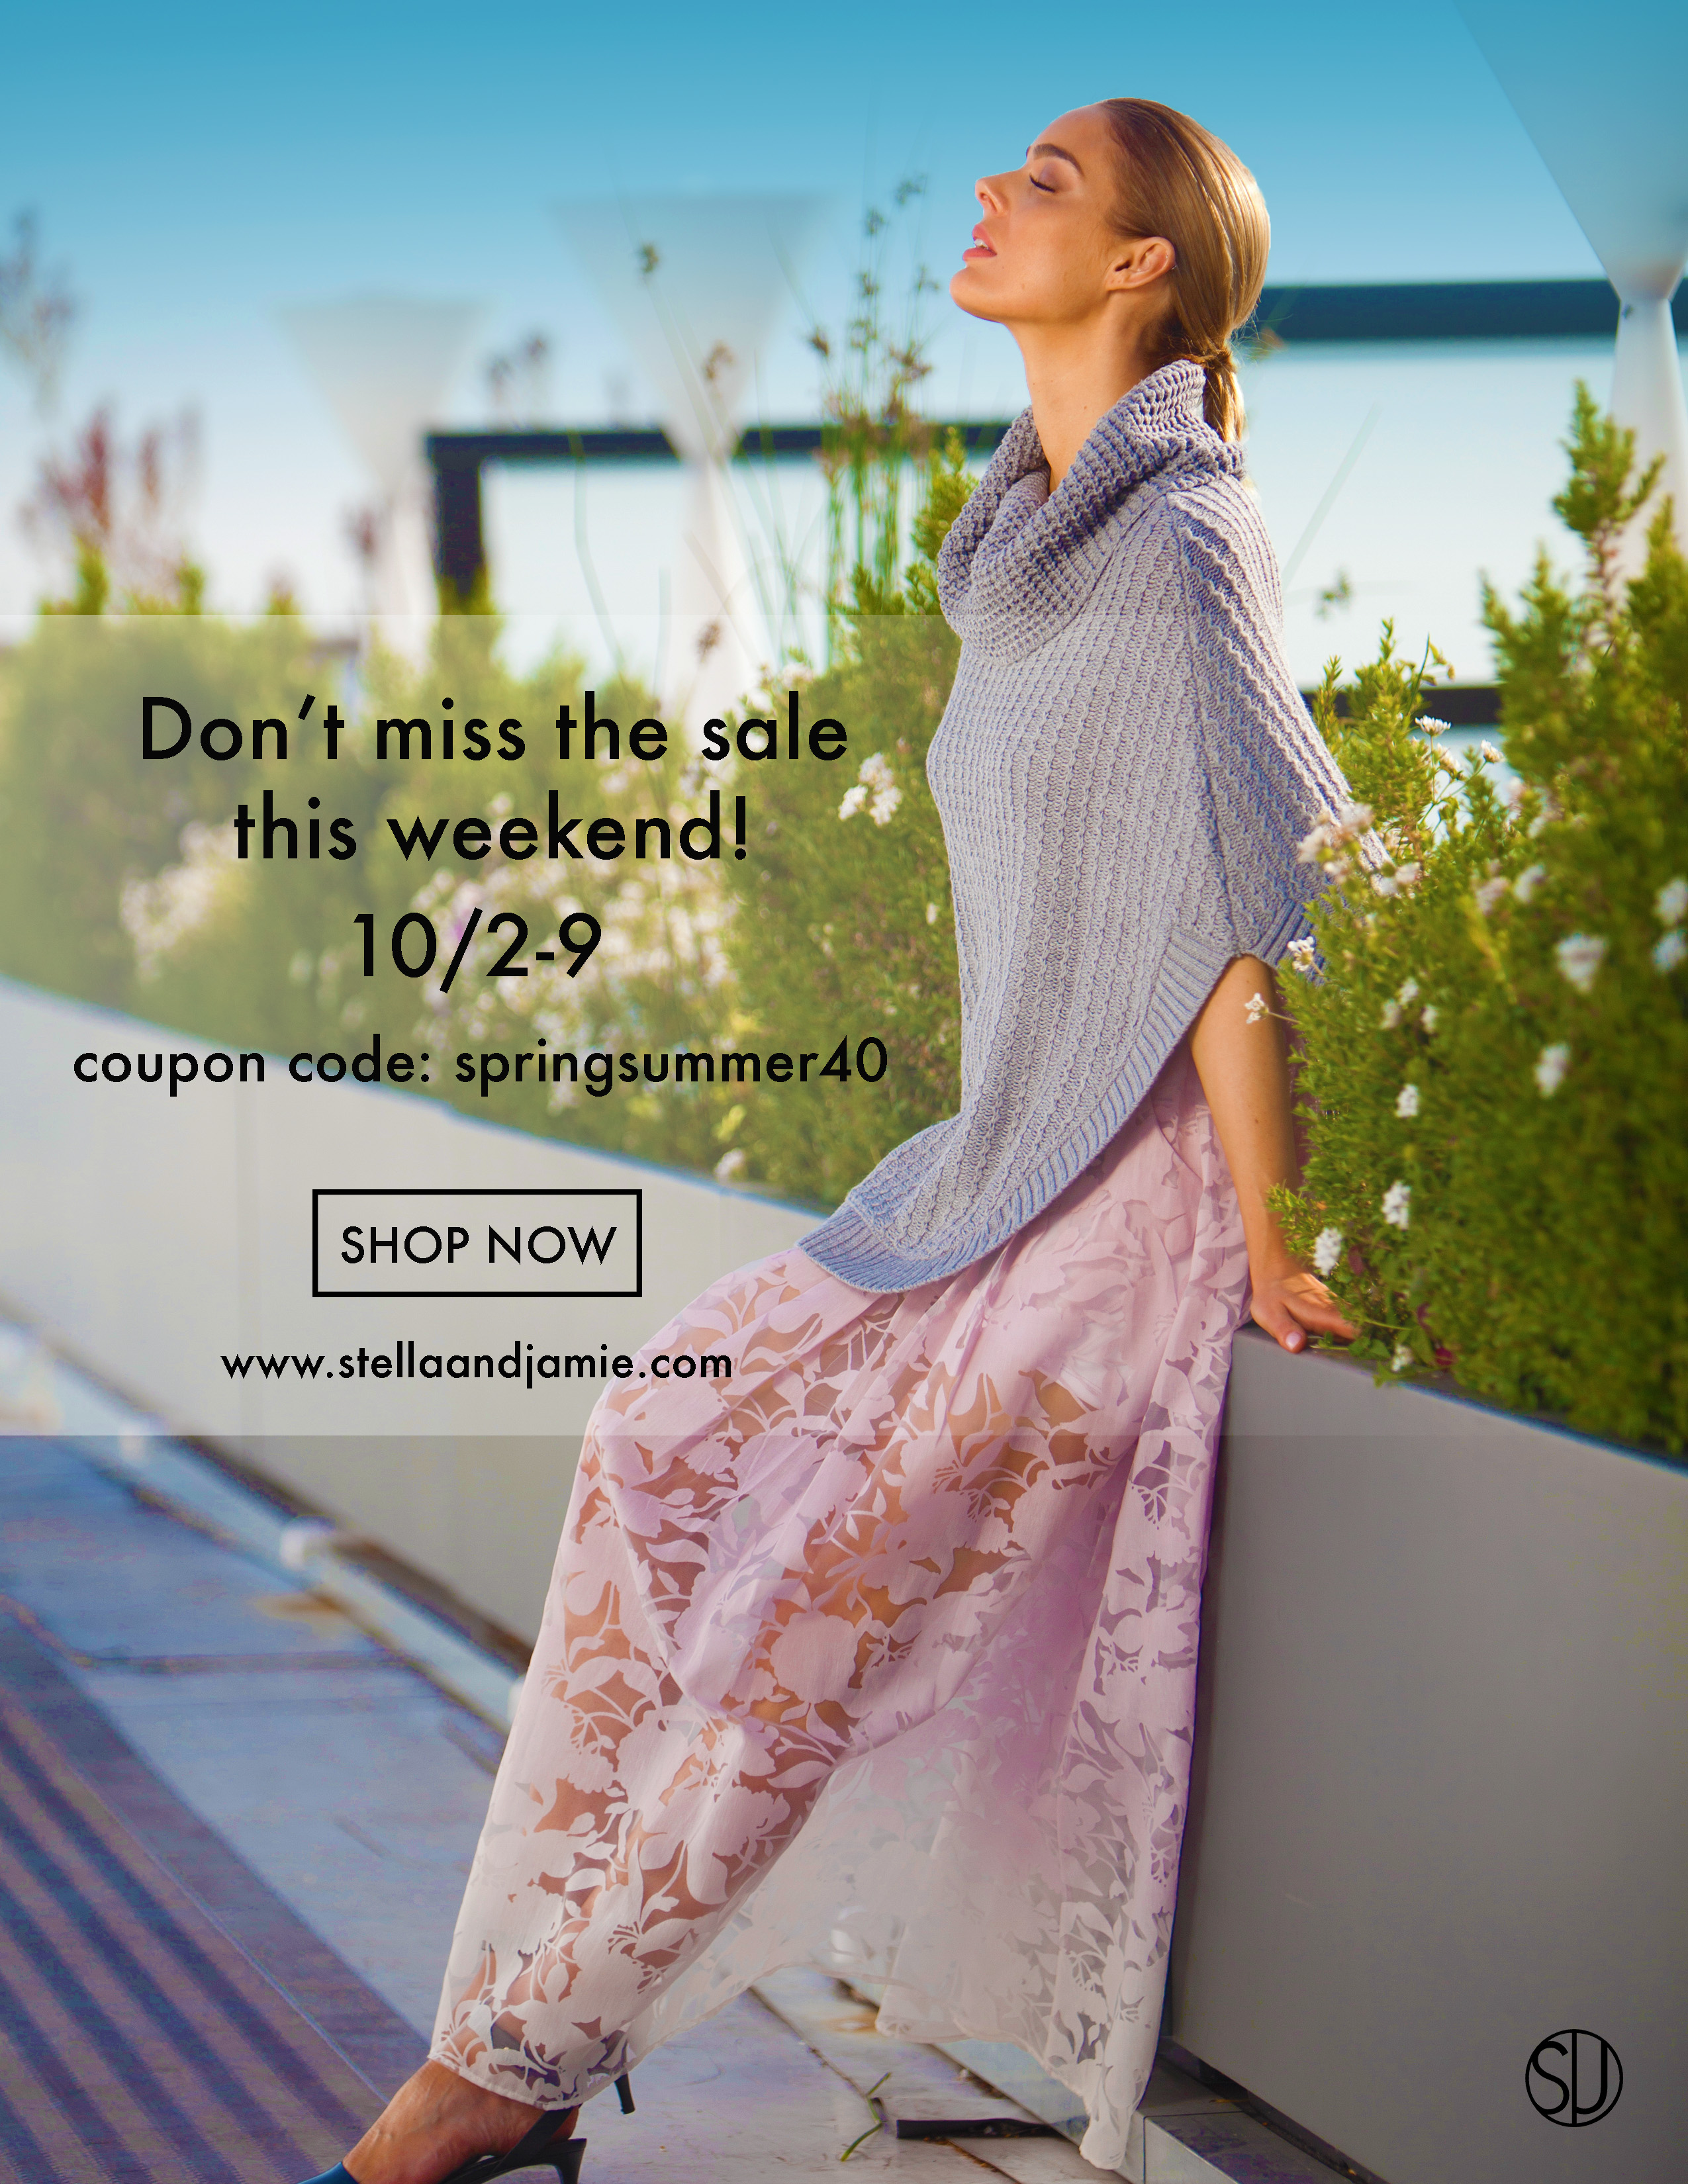 Don't miss the sale
this weekend!
10/2-9
coupon code: springsummer40
SHOP NOW
www.stellaandjamie.com
SJ